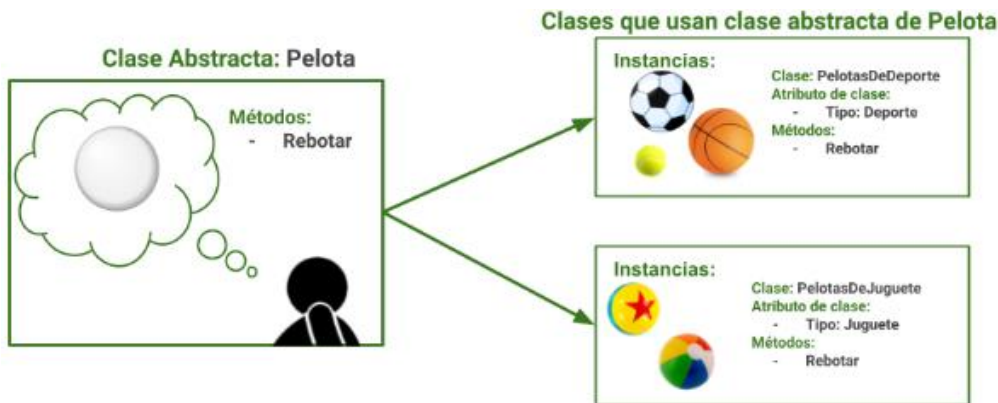 Clase Abstracta: Pelota
Métodos:
- Rebotar
Clases que usan clase abstracta de Pelota
Instancias:
Clase: PelotasDeDeporte
Atributo de clase:
- Tipo: Deporte
Métodos:
- Rebotar
Instancias:
Clase: PelotasDeJuguete
Atributo de clase:
- Tipo: Juguete
Métodos:
- Rebotar